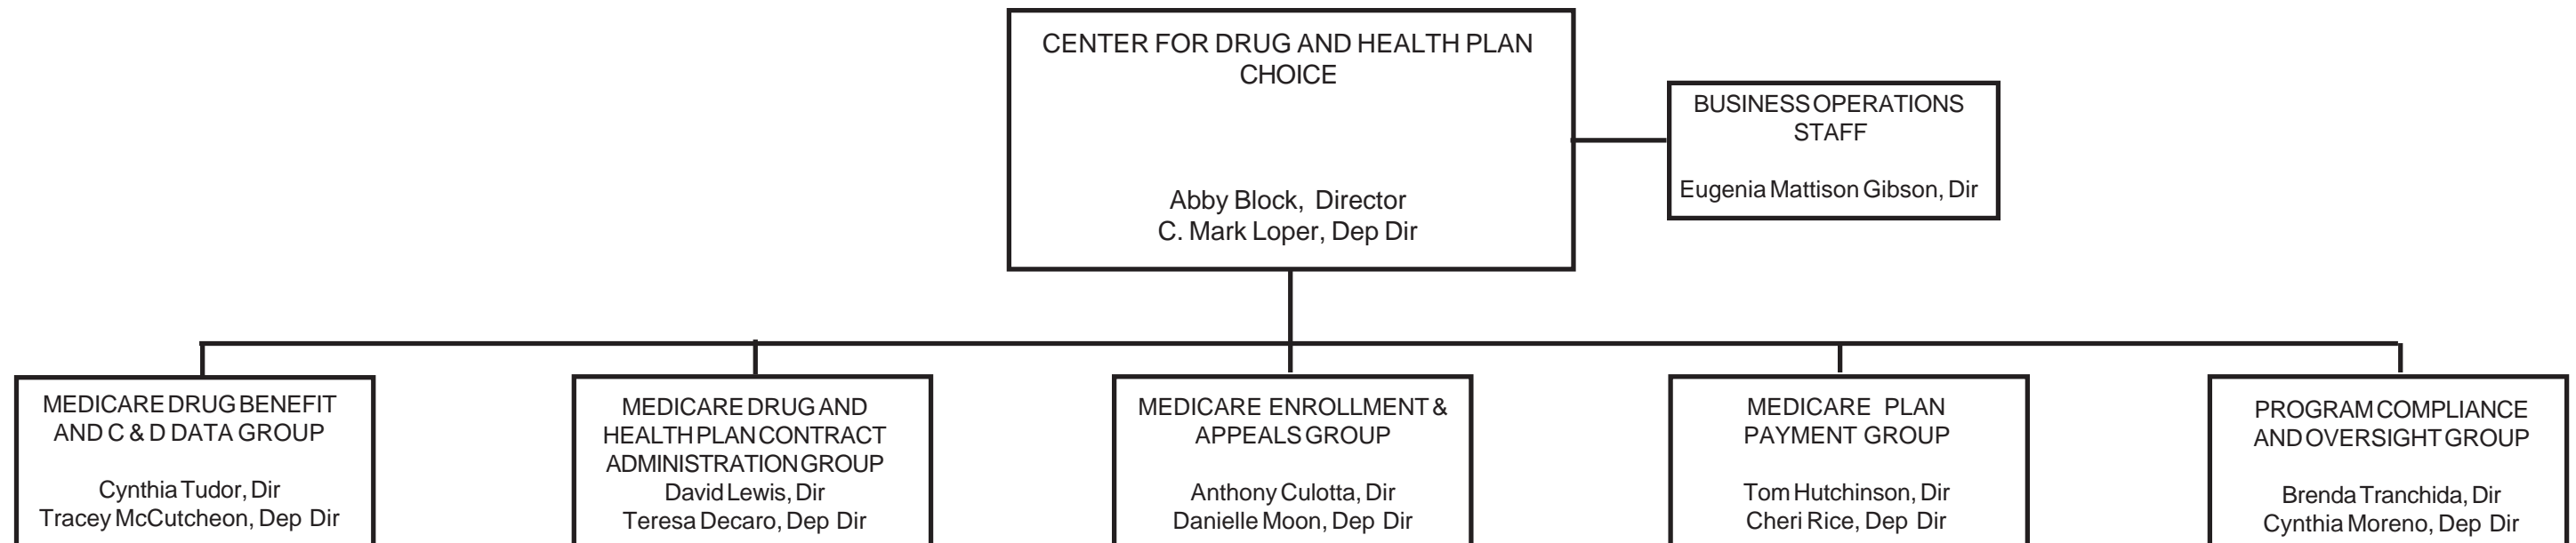 CENTER FOR DRUG AND HEALTH PLAN
CHOICE
Abby Block, Director
C. Mark Loper, Dep Dir
BUSINESS OPERATIONS
STAFF
Eugenia Mattison Gibson, Dir
MEDICARE DRUG BENEFIT
AND C & D DATA GROUP
Cynthia Tudor, Dir
Tracey McCutcheon, Dep Dir
MEDICARE DRUG AND
HEALTH PLAN CONTRACT
ADMINISTRATION GROUP
David Lewis, Dir
Teresa Decaro, Dep Dir
MEDICARE ENROLLMENT &
APPEALS GROUP
Anthony Culotta, Dir
Danielle Moon, Dep Dir
MEDICARE PLAN
PAYMENT GROUP
Tom Hutchinson, Dir
Cheri Rice, Dep Dir
PROGRAM COMPLIANCE
AND OVERSIGHT GROUP
Brenda Tranchida, Dir
Cynthia Moreno, Dep Dir